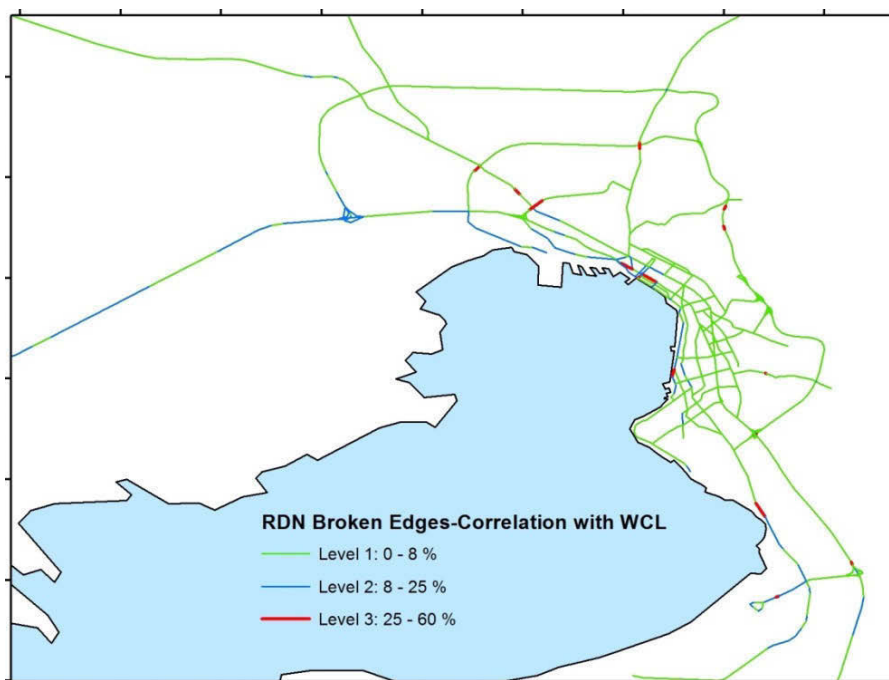 RDN Broken Edges-Correlation with WCL
Level 1: 0 - 8 %
Level 2: 8 - 25 %
Level 3: 25 - 60 %